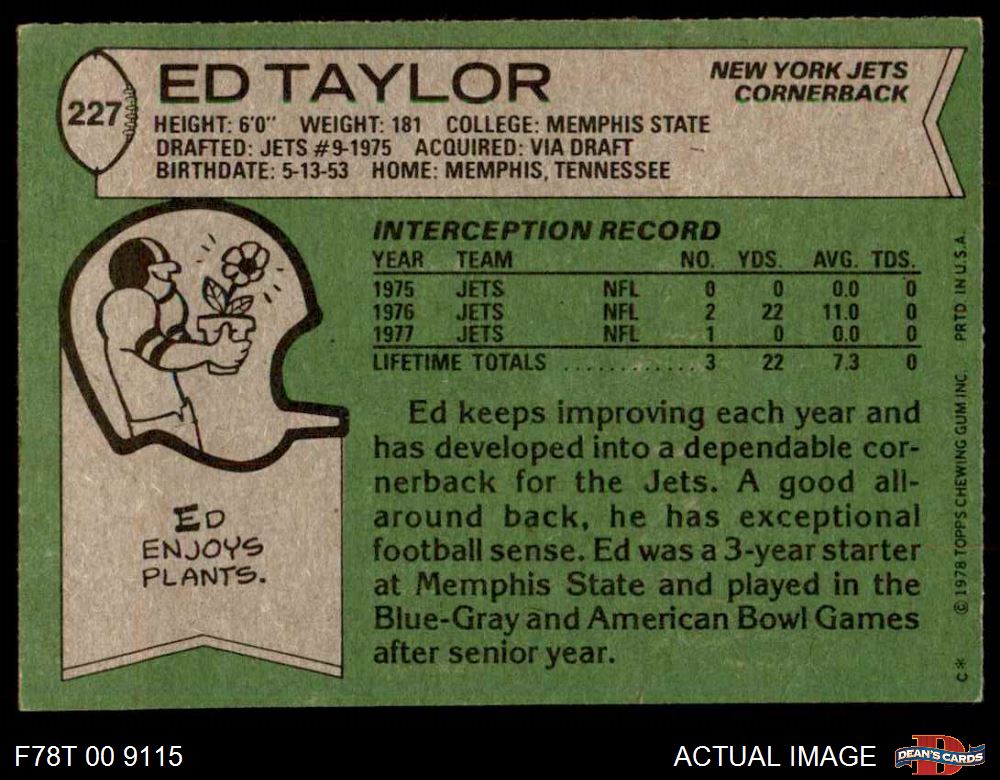 227
ED TAYLOR
NEW YORK JETS
CORNERBACK
HEIGHT: 6'0" WEIGHT: 181 COLLEGE: MEMPHIS STATE
DRAFTED: JETS #9-1975 ACQUIRED: VIA DRAFT
BIRTHDATE: 5-13-53 HOME: MEMPHIS, TENNESSEE
INTERCEPTION RECORD
YEAR TEAM NO. YDS. AVG. TDS.
1975 JETS NFL 0 0 0.0 0
1976 JETS NFL 2 22 11.0 0
1977 JETS NFL 1 0 0.0 0
LIFETIME TOTALS ............. 3 22 7.3 0
Ed keeps improving each year and
has developed into a dependable cor-
nerback for the Jets. A good all-
around back, he has exceptional
football sense. Ed was a 3-year starter
at Memphis State and played in the
Blue-Gray and American Bowl Games
after senior year.
ED
ENJOYS
PLANTS.
C* © 1978 TOPPS CHEWING GUM INC. PRTD IN U.S.A.
F78T 00 9115
ACTUAL IMAGE
D
DEAN'S CARDS